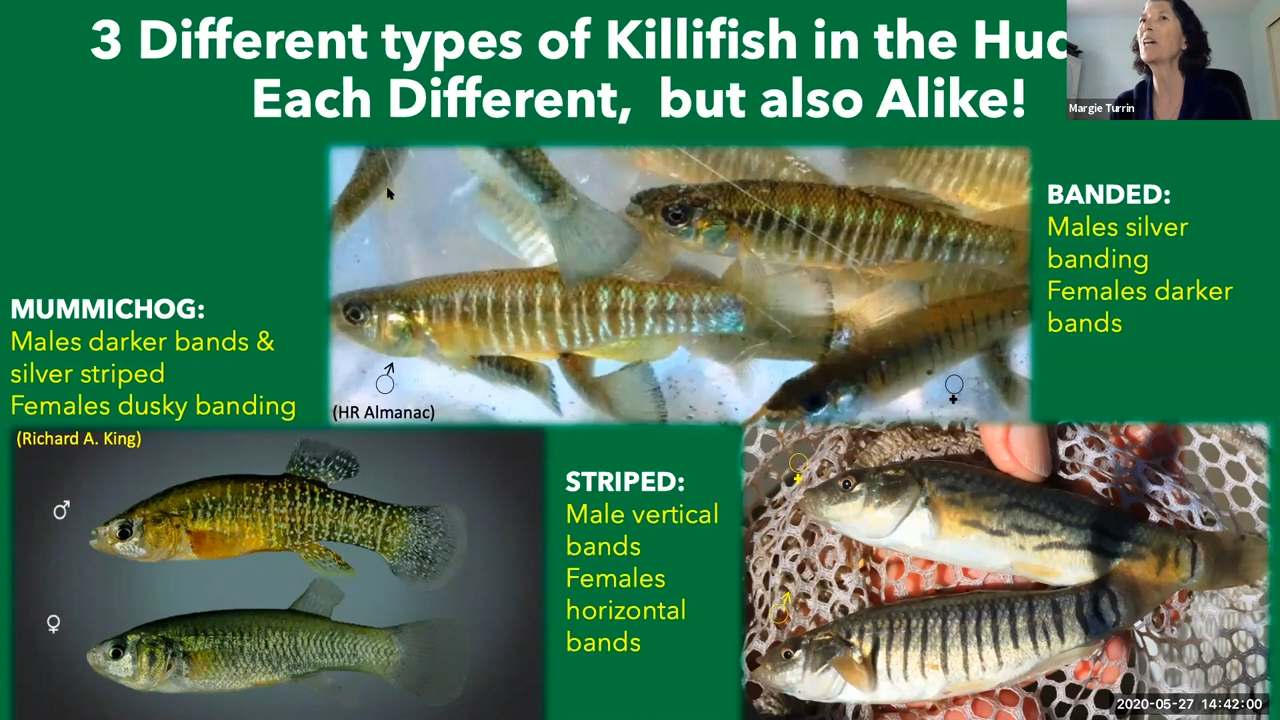 3 Different types of Killifish in the
Each Different, but also Alike!
Margie Turrin
BANDED:
Males silver
banding
Females darker
bands
MUMMICHOG:
Males darker bands &
silver striped
Females dusky banding
(Richard A. King)
♂
♀
♂
♀
(HR Almanac)
STRIPED:
Male vertical
bands
Females
horizontal
bands
♀
♂
2020-05-27 14:42:00